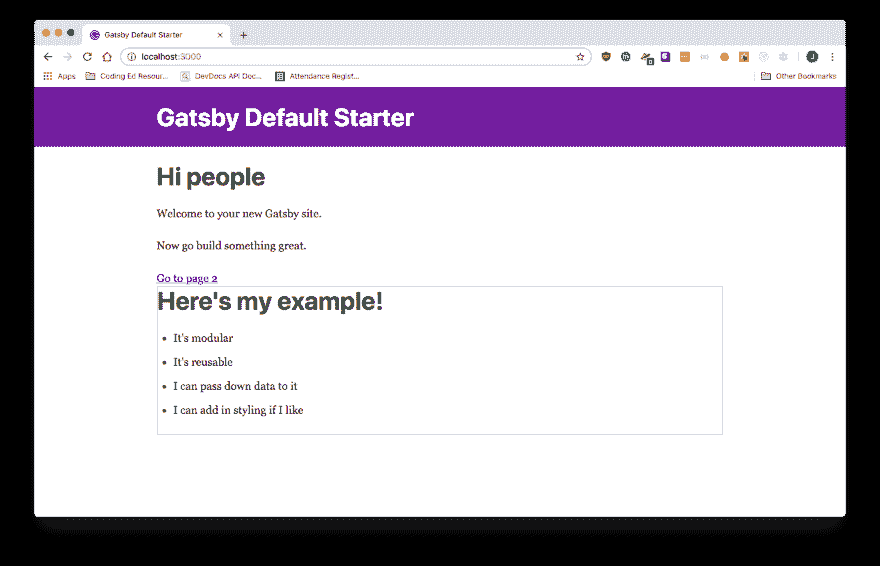 Gatsby Default Starter
localhost:8000
Apps Coding Ed Resour... DevDocs API Doc... Attendance Regist... Other Bookmarks
J
Gatsby Default Starter
Hi people
Welcome to your new Gatsby site.
Now go build something great.
Go to page 2
Here's my example!
It's modular
It's reusable
I can pass down data to it
I can add in styling if I like